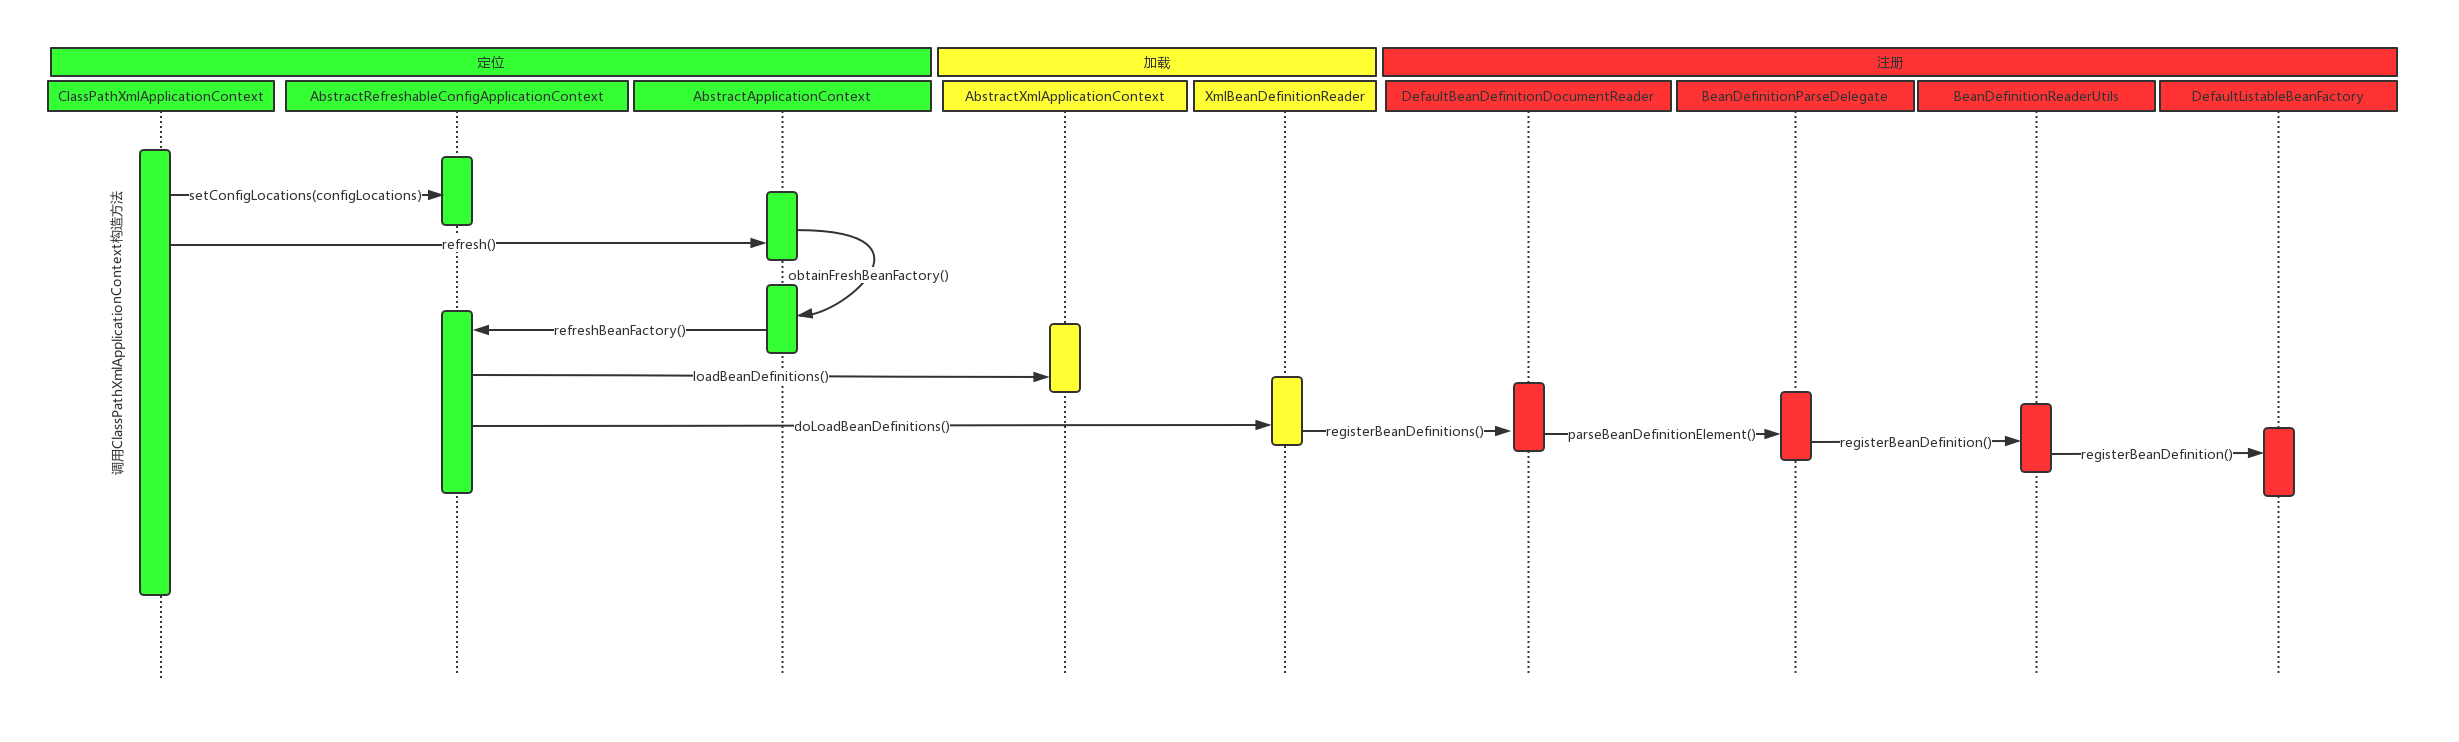 定位
加载
注册
ClassPathXmlApplicationContext
AbstractRefreshableConfigApplicationContext
AbstractApplicationContext
AbstractXmlApplicationContext
XmlBeanDefinitionReader
DefaultBeanDefinitionDocumentReader
BeanDefinitionParseDelegate
BeanDefinitionReaderUtils
DefaultListableBeanFactory
调用ClassPathXmlApplicationContext构造方法
setConfigLocations(configLocations)
refresh()
obtainFreshBeanFactory()
refreshBeanFactory()
loadBeanDefinitions()
doLoadBeanDefinitions()
registerBeanDefinitions()
parseBeanDefinitionElement()
registerBeanDefinition()
registerBeanDefinition()